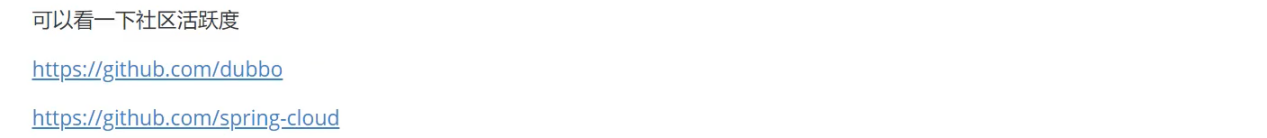 可以看一下社区活跃度
https://github.com/dubbo
https://github.com/spring-cloud